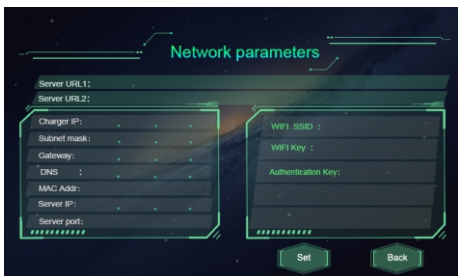 Network parameters
Server URL1:
Server URL2:
Charger IP: . . .
Subnet mask: . . .
Gateway: . . .
DNS : . . .
MAC Addr:
Server IP: . . .
Server port:
WIFI SSID :
WIFI Key :
Authentication Key:
Set
Back